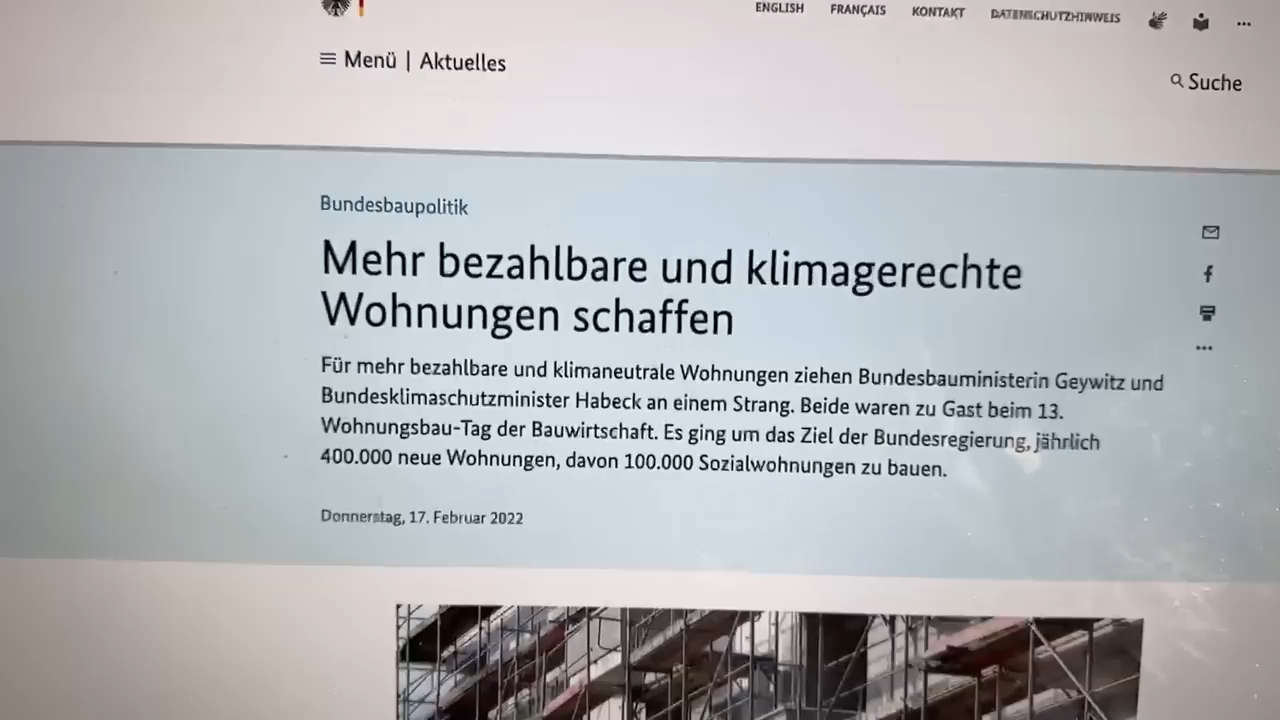 ENGLISH FRANÇAIS KONTAKT DATENSCHUTZHINWEIS
Menü | Aktuelles
Suche
Bundesbaupolitik
Mehr bezahlbare und klimagerechte
Wohnungen schaffen
Für mehr bezahlbare und klimaneutrale Wohnungen ziehen Bundesbauministerin Geywitz und
Bundesklimaschutzminister Habeck an einem Strang. Beide waren zu Gast beim 13.
Wohnungsbau-Tag der Bauwirtschaft. Es ging um das Ziel der Bundesregierung, jährlich
400.000 neue Wohnungen, davon 100.000 Sozialwohnungen zu bauen.
Donnerstag, 17. Februar 2022